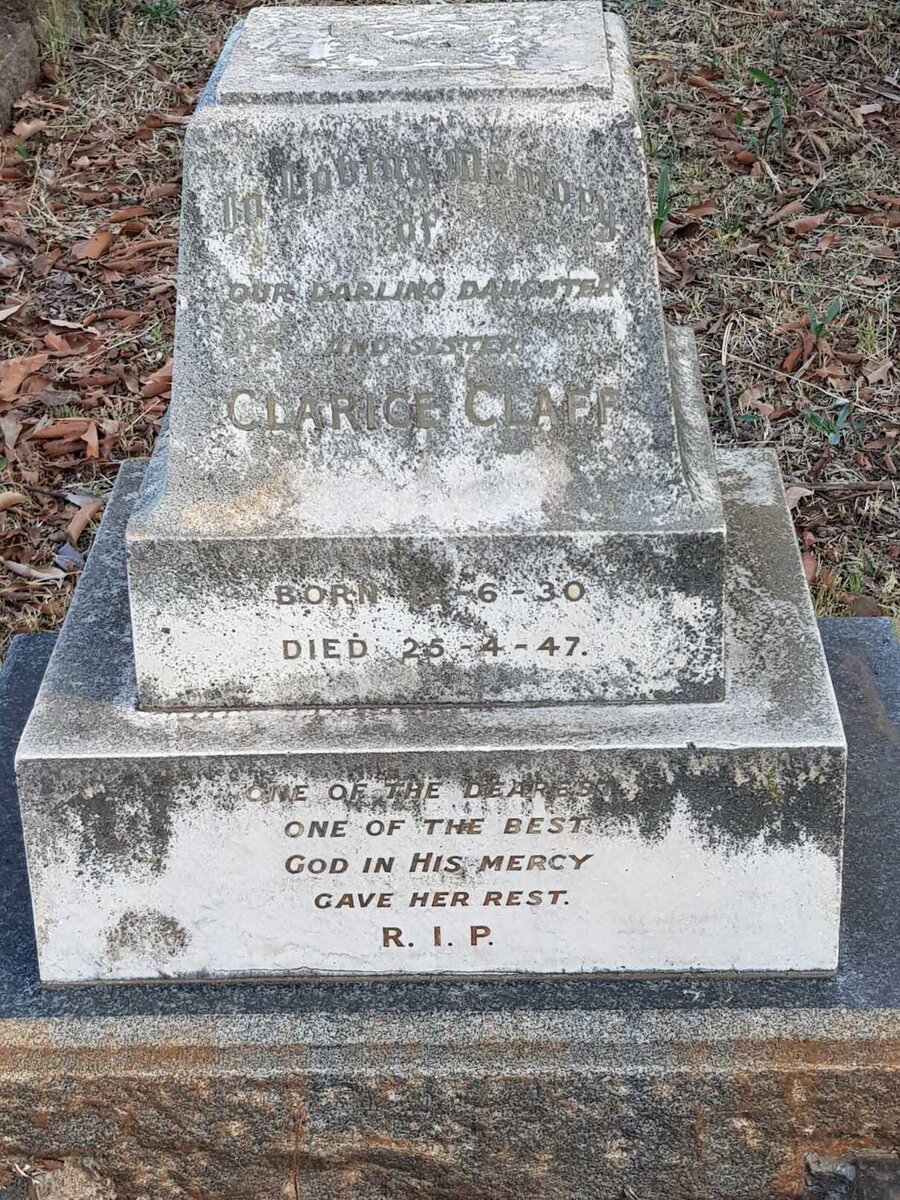 In Loving Memory
of
OUR DARLING DAUGHTER
AND SISTER
CLARICE CLAFF
BORN -6-30
DIED 25-4-47.
ONE OF THE DEAREST
ONE OF THE BEST
GOD IN HIS MERCY
GAVE HER REST.
R. I. P.